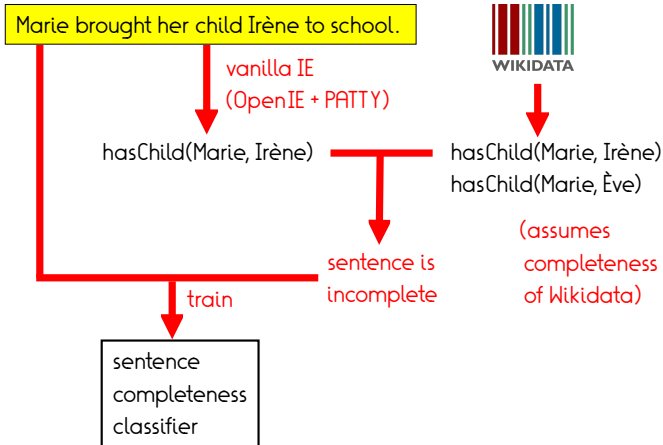 Marie brought her child Irène to school.
WIKIDATA
vanilla IE
(OpenIE + PATTY)
hasChild(Marie, Irène)
hasChild(Marie, Irène)
hasChild(Marie, Ève)
(assumes
completeness
of Wikidata)
sentence is
incomplete
train
sentence
completeness
classifier